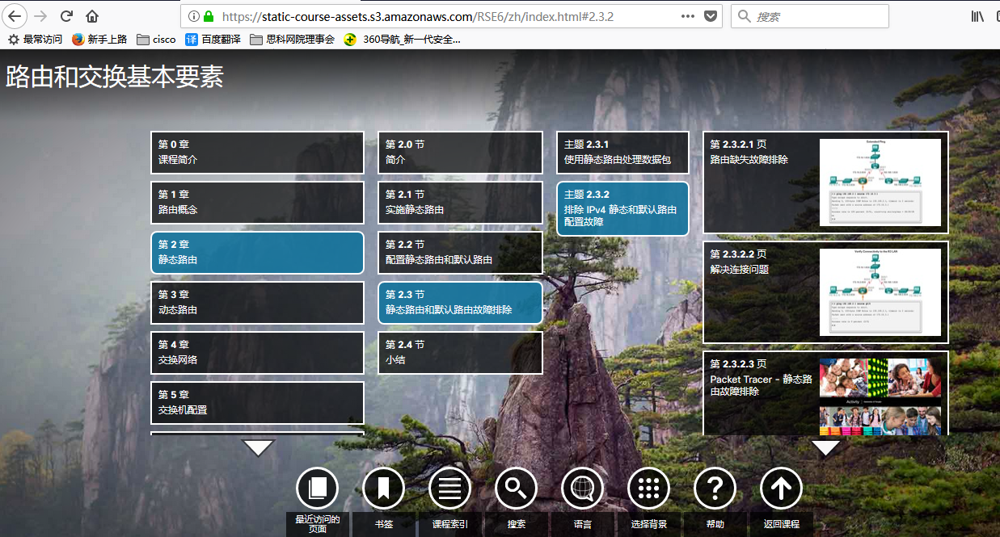 https://static-course-assets.s3.amazonaws.com/RSE6/zh/index.html#2.3.2
搜索
最常访问
新手上路
cisco
译
百度翻译
思科网院理事会
360导航_新一代安全...
路由和交换基本要素
第 0 章
课程简介
第 1 章
路由概念
第 2 章
静态路由
第 3 章
动态路由
第 4 章
交换网络
第 5 章
交换机配置
第 2.0 节
简介
第 2.1 节
实施静态路由
第 2.2 节
配置静态路由和默认路由
第 2.3 节
静态路由和默认路由故障排除
第 2.4 节
小结
主题 2.3.1
使用静态路由处理数据包
主题 2.3.2
排除 IPv4 静态和默认路由
配置故障
第 2.3.2.1 页
路由缺失故障排除
Extended Ping
第 2.3.2.2 页
解决连接问题
Verify Connectivity to the R3 LAN
第 2.3.2.3 页
Packet Tracer - 静态路
由故障排除
Activity
最近访问的
页面
书签
课程索引
搜索
语言
选择背景
帮助
返回课程